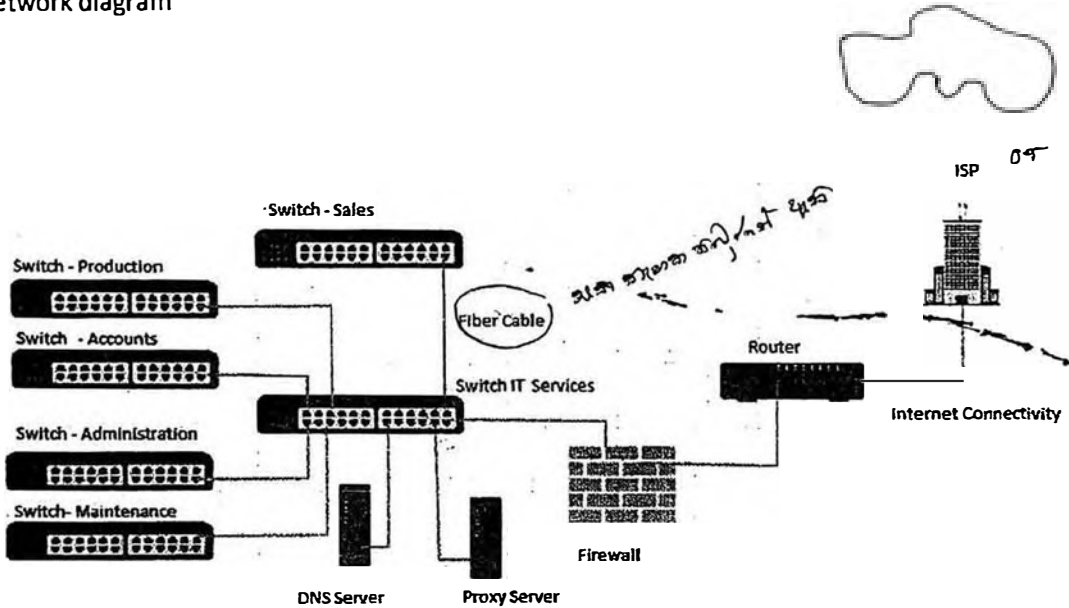 etwork diagram
ISP
Switch - Sales
Switch - Production
Fiber Cable
Switch - Accounts
Router
Switch IT Services
Internet Connectivity
Switch - Administration
Switch- Maintenance
Firewall
DNS Server
Proxy Server